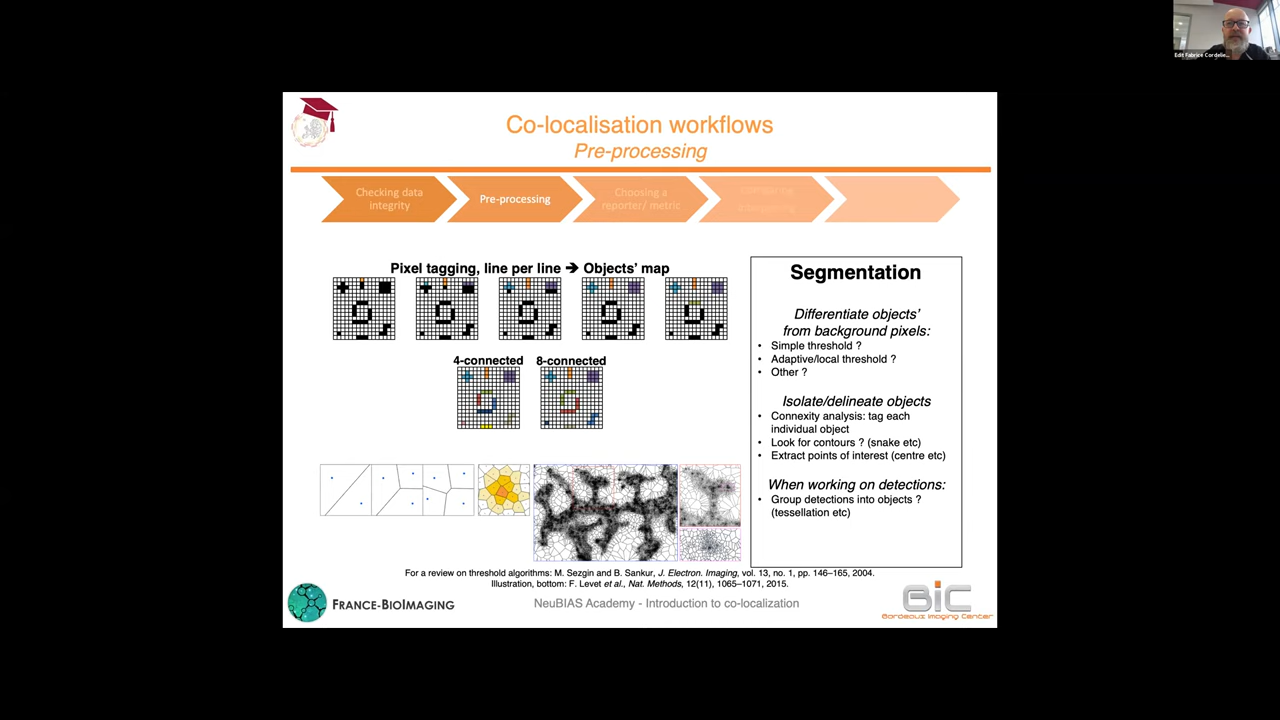 Edit Fabrice Cordelie...
Co-localisation workflows
Pre-processing
Checking data
integrity
Pre-processing
Choosing a
reporter/ metric
Pixel tagging, line per line ➔ Objects' map
4-connected 8-connected
Segmentation
Differentiate objects'
from background pixels:
• Simple threshold ?
• Adaptive/local threshold ?
• Other ?
Isolate/delineate objects
• Connexity analysis: tag each
individual object
• Look for contours ? (snake etc)
• Extract points of interest (centre etc)
When working on detections:
• Group detections into objects ?
(tessellation etc)
For a review on threshold algorithms: M. Sezgin and B. Sankur, J. Electron. Imaging, vol. 13, no. 1, pp. 146–165, 2004.
Illustration, bottom: F. Levet et al., Nat. Methods, 12(11), 1065–1071, 2015.
FRANCE-BIOIMAGING
NeuBIAS Academy - Introduction to co-localization
BiC
Bordeaux Imaging Center